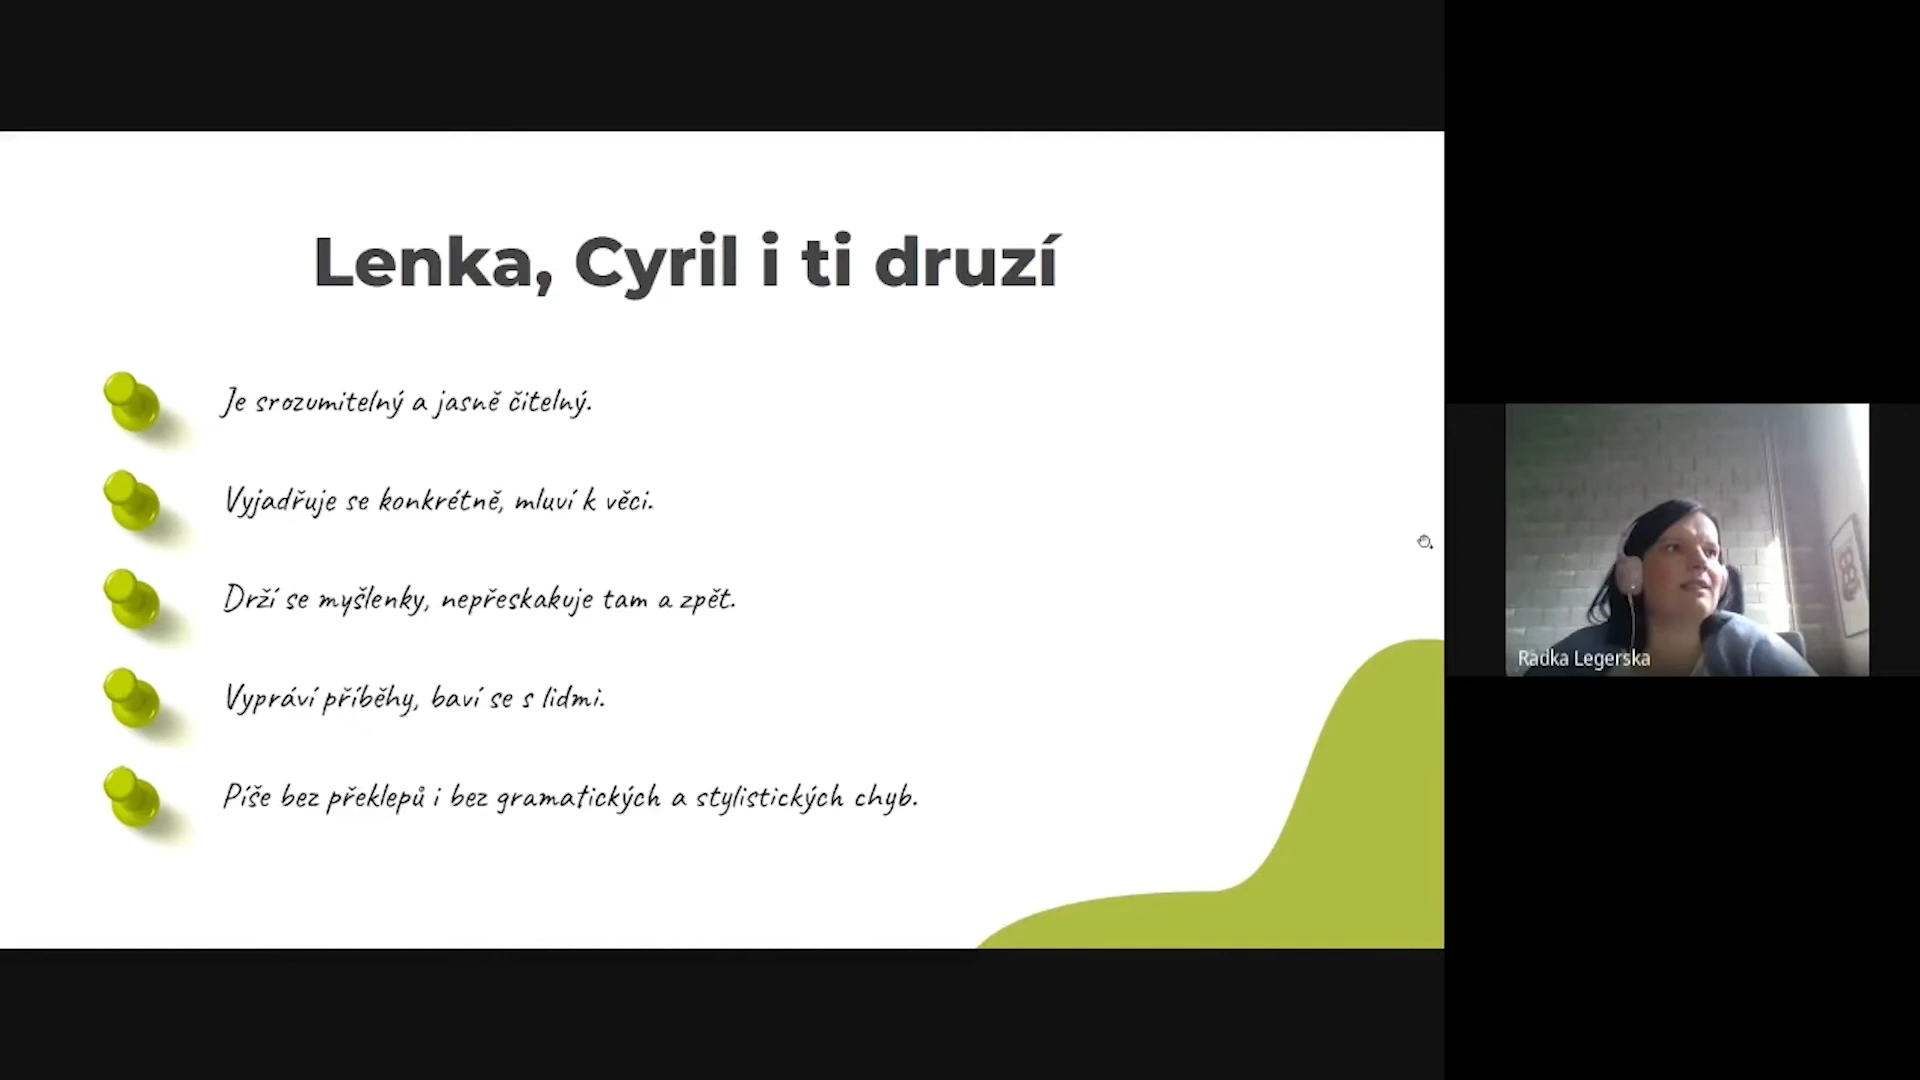 Lenka, Cyril i ti druzí
Je srozumitelný a jasně čitelný.
Vyjadřuje se konkrétně, mluví k věci.
Drží se myšlenky, nepřeskakuje tam a zpět.
Vypráví příběhy, baví se s lidmi.
Píše bez překlepů i bez gramatických a stylistických chyb.
Radka Legerska